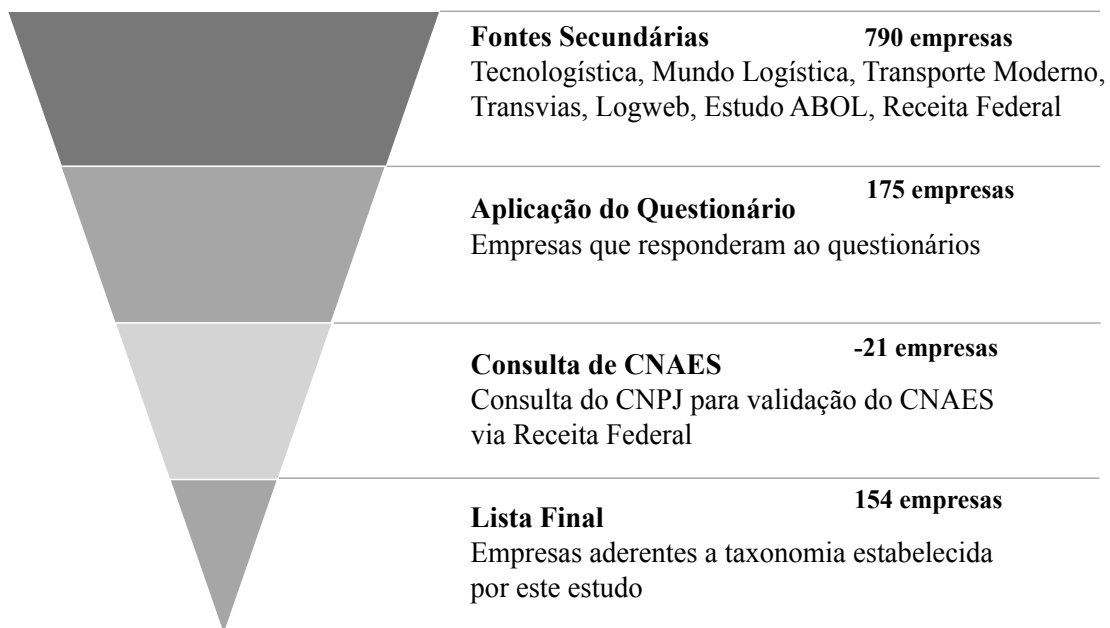 Fontes Secundárias 790 empresas
Tecnologística, Mundo Logística, Transporte Moderno,
Transvias, Logweb, Estudo ABOL, Receita Federal
175 empresas
Aplicação do Questionário
Empresas que responderam ao questionários
-21 empresas
Consulta de CNAES
Consulta do CNPJ para validação do CNAES
via Receita Federal
154 empresas
Lista Final
Empresas aderentes a taxonomia estabelecida
por este estudo